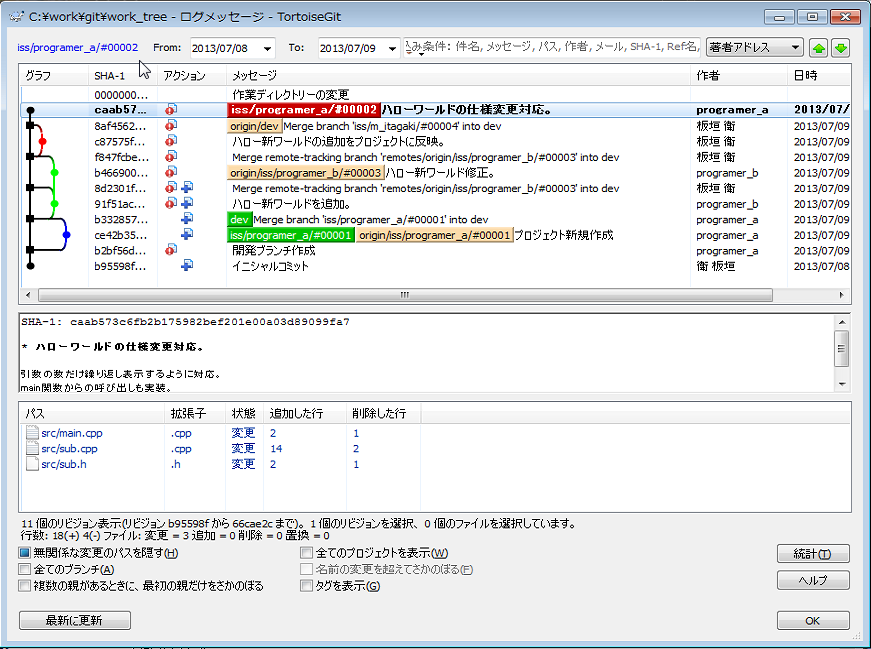 C:¥work¥git¥work_tree - ログメッセージ - TortoiseGit
iss/programer_a/#00002 From: 2013/07/08 To: 2013/07/09 込み条件: 件名, メッセージ, パス, 作者, メール, SHA-1, Ref名, 著者アドレス
グラフ SHA-1 アクション メッセージ 作者 日時
0000000... 作業ディレクトリーの変更
caab57... iss/programer_a/#00002 ハローワールドの仕様変更対応。 programer_a 2013/07/
8af4562... origin/dev Merge branch 'iss/m_itagaki/#00004' into dev 板垣 衛 2013/07/09
c87575f... ハロー新ワールドの追加をプロジェクトに反映。 板垣 衛 2013/07/09
f847fcbe... Merge remote-tracking branch 'remotes/origin/iss/programer_b/#00003' into dev 板垣 衛 2013/07/09
b466900... origin/iss/programer_b/#00003 ハロー新ワールド修正。 programer_b 2013/07/09
8d2301f... Merge remote-tracking branch 'remotes/origin/iss/programer_b/#00003' into dev 板垣 衛 2013/07/09
91f51ac... ハロー新ワールドを追加。 programer_b 2013/07/09
b332857... dev Merge branch 'iss/programer_a/#00001' into dev programer_a 2013/07/09
ce42b35... iss/programer_a/#00001 origin/iss/programer_a/#00001 プロジェクト新規作成 programer_a 2013/07/09
b2bf56d... 開発ブランチ作成 programer_a 2013/07/09
b95598f... イニシャルコミット 衛 板垣 2013/07/08
SHA-1: caab573c6fb2b175982bef201e00a03d89099fa7
* ハローワールドの仕様変更対応。
引数の数だけ繰り返し表示するように対応。
main関数からの呼び出しも実装。
パス 拡張子 状態 追加した行 削除した行
src/main.cpp .cpp 変更 2 1
src/sub.cpp .cpp 変更 14 2
src/sub.h .h 変更 2 1
11 個のリビジョン表示(リビジョン b95598f から 66cae2c まで)。1 個のリビジョンを選択、0 個のファイルを選択しています。
行数: 18(+) 4(-) ファイル: 変更 = 3 追加 = 0 削除 = 0 置換 = 0
無関係な変更のパスを隠す(H) 全てのプロジェクトを表示(W) 統計(T)
全てのブランチ(A) 名前の変更を超えてさかのぼる(F) ヘルプ
複数の親があるときに、最初の親だけをさかのぼる タグを表示(G)
最新に更新 OK